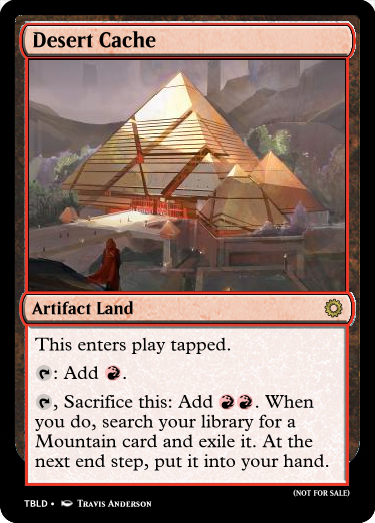 Desert Cache
Artifact Land
This enters play tapped.
: Add .
, Sacrifice this: Add . When
you do, search your library for a
Mountain card and exile it. At the
next end step, put it into your hand.
(NOT FOR SALE)
TBLD • Travis Anderson